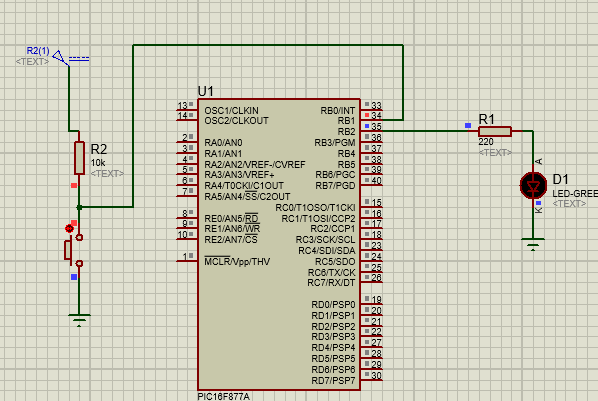 R2(1)
<TEXT>
R2
10k
<TEXT>
U1
13 OSC1/CLKIN
14 OSC2/CLKOUT
2 RA0/AN0
3 RA1/AN1
4 RA2/AN2/VREF-/CVREF
5 RA3/AN3/VREF+
6 RA4/T0CKI/C1OUT
7 RA5/AN4/SS/C2OUT
8 RE0/AN5/RD
9 RE1/AN6/WR
10 RE2/AN7/CS
1 MCLR/Vpp/THV
RB0/INT 33
RB1 34
RB2 35
RB3/PGM 36
RB4 37
RB5 38
RB6/PGC 39
RB7/PGD 40
RC0/T1OSO/T1CKI 15
RC1/T1OSI/CCP2 16
RC2/CCP1 17
RC3/SCK/SCL 18
RC4/SDI/SDA 23
RC5/SDO 24
RC6/TX/CK 25
RC7/RX/DT 26
RD0/PSP0 19
RD1/PSP1 20
RD2/PSP2 21
RD3/PSP3 22
RD4/PSP4 27
RD5/PSP5 28
RD6/PSP6 29
RD7/PSP7 30
PIC16F877A
R1
220
<TEXT>
A
D1
LED-GREE
<TEXT>
K